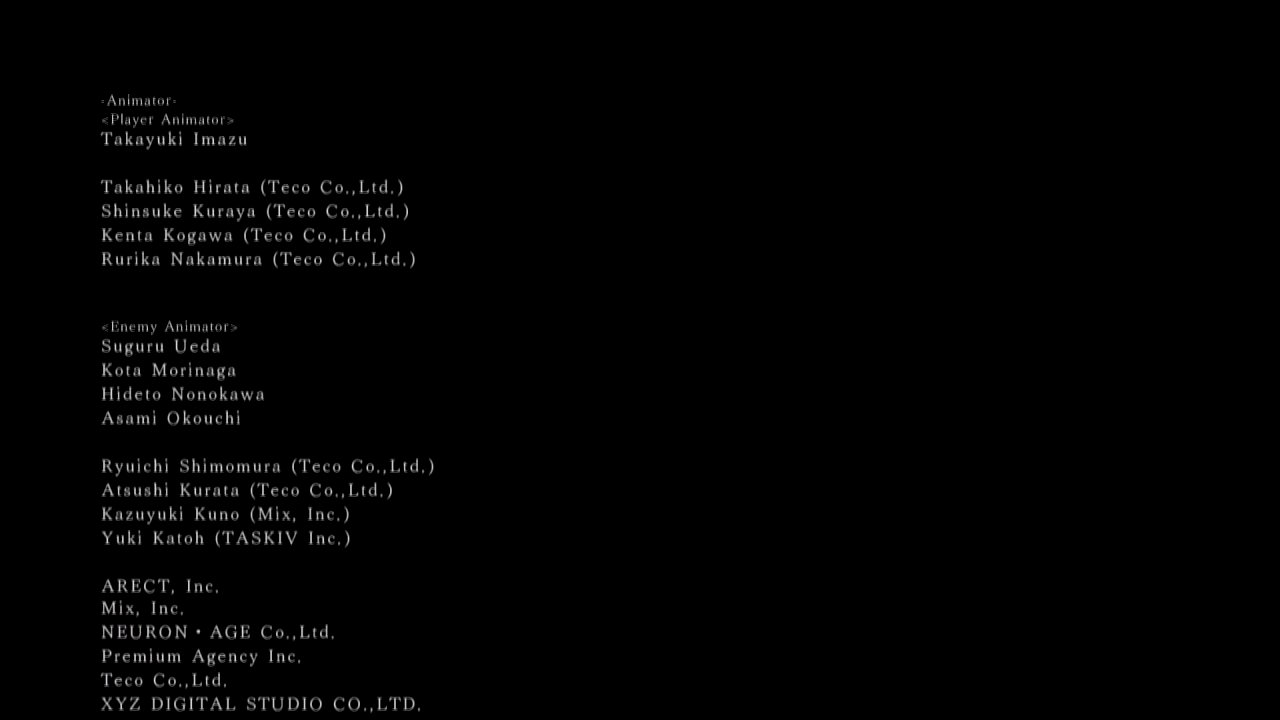 -Animator-
<Player Animator>
Takayuki Imazu
Takahiko Hirata (Teco Co.,Ltd.)
Shinsuke Kuraya (Teco Co.,Ltd.)
Kenta Kogawa (Teco Co.,Ltd.)
Rurika Nakamura (Teco Co.,Ltd.)
<Enemy Animator>
Suguru Ueda
Kota Morinaga
Hideto Nonokawa
Asami Okouchi
Ryuichi Shimomura (Teco Co.,Ltd.)
Atsushi Kurata (Teco Co.,Ltd.)
Kazuyuki Kuno (Mix, Inc.)
Yuki Katoh (TASKIV Inc.)
ARECT, Inc.
Mix, Inc.
NEURON・AGE Co.,Ltd.
Premium Agency Inc.
Teco Co.,Ltd.
XYZ DIGITAL STUDIO CO.,LTD.